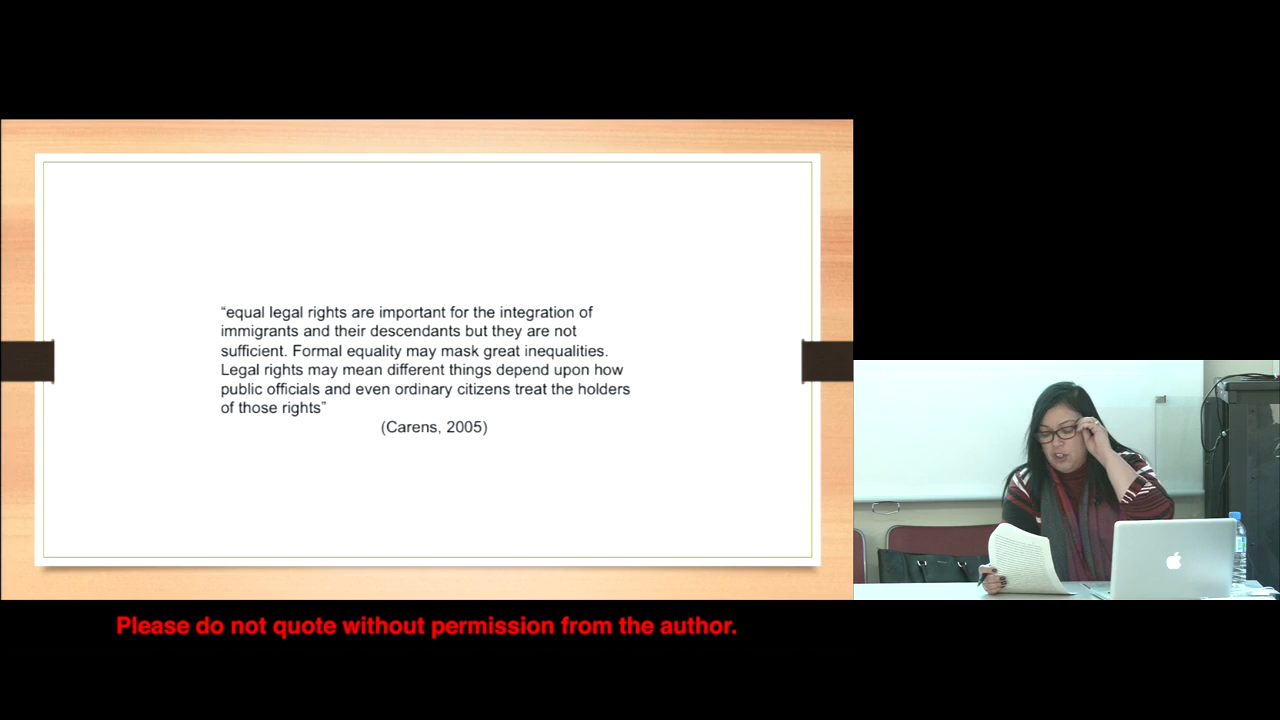 “equal legal rights are important for the integration of
immigrants and their descendants but they are not
sufficient. Formal equality may mask great inequalities.
Legal rights may mean different things depend upon how
public officials and even ordinary citizens treat the holders
of those rights”
(Carens, 2005)
Please do not quote without permission from the author.